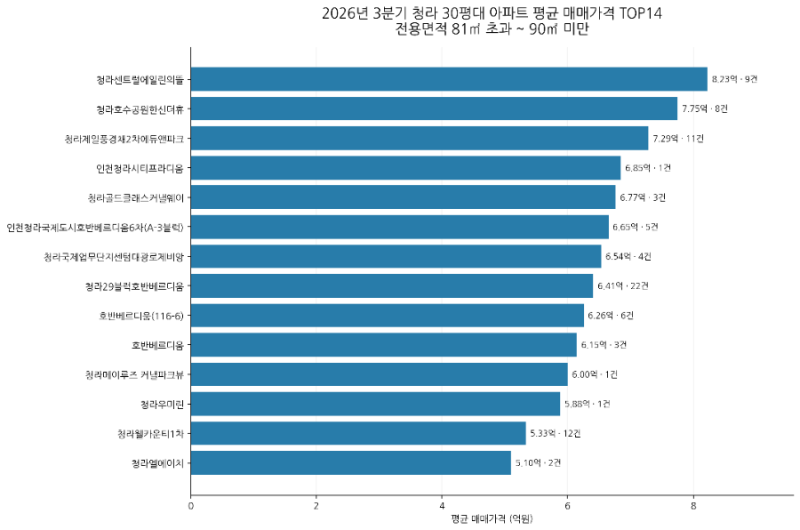 2026년 3분기 청라 30평대 아파트 평균 매매가격 TOP14
전용면적 81㎡ 초과 ~ 90㎡ 미만
청라센트럴에일린의뜰 8.23억 · 9건
청라호수공원한신더휴 7.75억 · 8건
청라제일풍경채2차에듀앤파크 7.29억 · 11건
인천청라시티프라디움 6.85억 · 1건
청라골드클래스커낼웨이 6.77억 · 3건
인천청라국제도시호반베르디움6차(A-3블럭) 6.65억 · 5건
청라국제업무단지센텀대광로제비앙 6.54억 · 4건
청라29블럭호반베르디움 6.41억 · 22건
호반베르디움(116-6) 6.26억 · 6건
호반베르디움 6.15억 · 3건
청라메이루즈 커낼파크뷰 6.00억 · 1건
청라우미린 5.88억 · 1건
청라웰카운티1차 5.33억 · 12건
청라엘에이치 5.10억 · 2건
0 2 4 6 8
평균 매매가격 (억원)